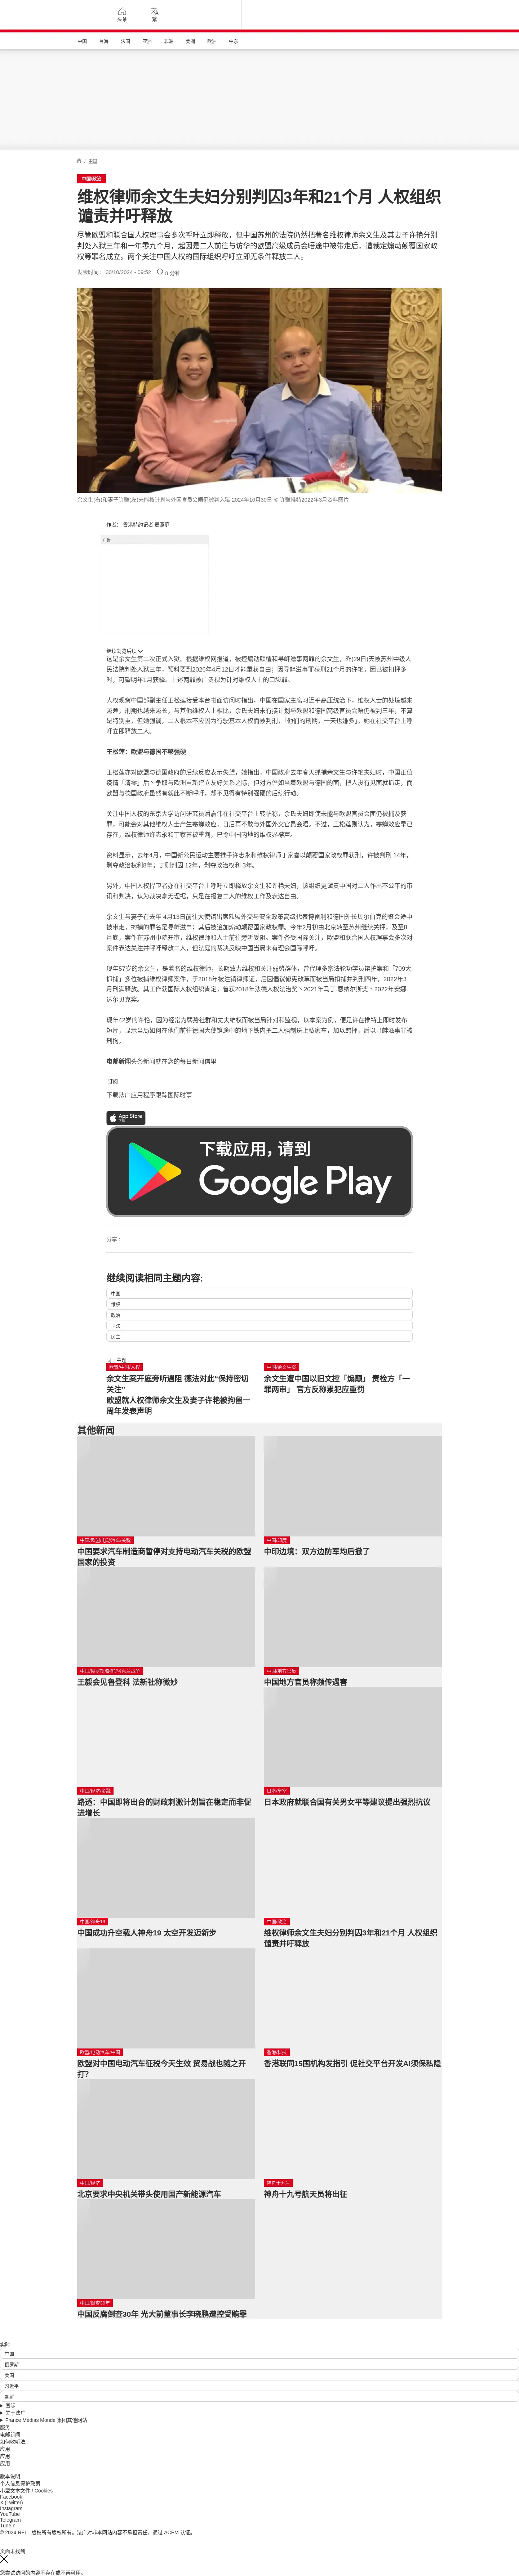 头条
繁
中国
台海
法国
亚洲
非洲
美洲
欧洲
中东
/ 中国
中国/政治
维权律师余文生夫妇分别判囚3年和21个月 人权组织
谴责并吁释放
尽管欧盟和联合国人权理事会多次呼吁立即释放，但中国苏州的法院仍然把著名维权律师余文生及其妻子许艳分别
判处入狱三年和一年零九个月，起因是二人前往与访华的欧盟高级成员会晤途中被带走后，遭裁定煽动颠覆国家政
权等罪名成立。两个关注中国人权的国际组织呼吁立即无条件释放二人。
发表时间： 30/10/2024 - 09:52
8 分钟
余文生(右)和妻子许豔(左)未能按计划与外国官员会晤仍被判入狱 2024年10月30日 © 许豔推特2022年3月资料图片
作者： 香港特约记者 麦燕庭
广告
继续浏览后续
这是余文生第二次正式入狱。根据维权网报道，被控煽动颠覆和寻衅滋事两罪的余文生，昨(29日)天被苏州中级人
民法院判处入狱三年，预料要到2026年4月12日才能重获自由；因寻衅滋事罪获刑21个月的许艳，因已被扣押多
时，可望明年1月获释。上述两罪被广泛视为针对维权人士的口袋罪。
人权观察中国部副主任王松莲接受本台书面访问时指出，中国在国家主席习近平高压统治下，维权人士的处境越来
越差，刑期也越来越长，与其他维权人士相比，余氏夫妇未有按计划与欧盟和德国高级官员会晤仍被判三年，不算
是特别重，但她强调，二人根本不应因为行驶基本人权而被判刑，「他们的刑期，一天也嫌多」。她在社交平台上呼
吁立即释放二人。
王松莲：欧盟与德国不够强硬
王松莲亦对欧盟与德国政府的后续反应表示失望，她指出，中国政府去年春天抓捕余文生与许艳夫妇时，中国正值
疫情「清零」后丶争取与欧洲重新建立友好关系之际，但对方俨如当着欧盟与德国的面，把人没有见面就抓走，而
欧盟与德国政府虽然有就此不断呼吁，却不见得有特别强硬的后续行动。
关注中国人权的东京大学访问研究员潘嘉伟在社交平台上转帖称，余氏夫妇即使未能与欧盟官员会面仍被捕及获
罪，可能会对其他维权人士产生寒蝉效应，日后再不敢与外国外交官员会晤。不过，王松莲则认为，寒蝉效应早已
存在，维权律师许志永和丁家喜被重判，已令中国内地的维权界襟声。
资料显示，去年4月，中国新公民运动主要推手许志永和维权律师丁家喜以颠覆国家政权罪获刑，许被判刑 14年，
剥夺政治权利8年；丁则判囚 12年，剥夺政治权利 3年。
另外，中国人权捍卫者亦在社交平台上呼吁立即释放余文生和许艳夫妇，该组织更谴责中国对二人作出不公平的审
讯和判决，认为裁决毫无理据，只是在报复二人的维权工作及表达自由。
余文生与妻子在去年 4月13日前往大使馆出席欧盟外交与安全政策高级代表博雷利和德国外长贝尔伯克的聚会途中
被带走，拘捕的罪名是寻衅滋事；其后被追加煽动颠覆国家政权罪。今年2月初由北京转至苏州继续关押，及至8
月底，案件在苏州中院开审，维权律师和人士前往旁听受阻。案件备受国际关注，欧盟和联合国人权理事会多次对
案件表达关注并呼吁释放二人，但法庭的裁决反映中国当局未有理会国际呼吁。
现年57岁的余文生，是着名的维权律师，长期致力维权和关注弱势群体，曾代理多宗法轮功学员辩护案和「709大
抓捕」多位被捕维权律师案件，于2018年被注销律师证，后因倡议修宪改革而被当局扣捕并判刑四年，2022年3
月刑满释放。其工作获国际人权组织肯定，曾获2018年法德人权法治奖丶2021年马丁.恩纳尔斯奖丶2022年安娜.
达尔贝克奖。
现年42岁的许艳，因为经常为弱势社群和丈夫维权而被当局针对和监视，以本案为例，便是许在推特上即时发布
短片，显示当局如何在他们前往德国大使馆途中的地下铁内把二人强制送上私家车，加以羁押，后以寻衅滋事罪被
刑拘。
电邮新闻头条新闻就在您的每日新闻信里
订阅
下载法广应用程序跟踪国际时事
App Store
下载
下载应用，请到
Google Play
分享 :
继续阅读相同主题内容:
中国
维权
政治
司法
民主
同一主题
欧盟/中国/人权
余文生案开庭旁听遇阻 德法对此"保持密切
关注"
欧盟就人权律师余文生及妻子许艳被拘留一
周年发表声明
中国/余文生案
余文生遭中国以旧文控「煽颠」 责检方「一
罪两审」 官方反称累犯应重罚
其他新闻
中国/欧盟/电动汽车/关税
中国要求汽车制造商暂停对支持电动汽车关税的欧盟
国家的投资
中国/印度
中印边境：双方边防军均后撤了
中国/俄罗斯/朝鲜/乌克兰战争
王毅会见鲁登科 法新社称微妙
中国/地方官员
中国地方官员称频传遇害
中国/经济/金融
路透：中国即将出台的财政刺激计划旨在稳定而非促
进增长
日本/皇室
日本政府就联合国有关男女平等建议提出强烈抗议
中国/神舟19
中国成功升空载人神舟19 太空开发迈新步
中国/政治
维权律师余文生夫妇分别判囚3年和21个月 人权组织
谴责并吁释放
欧盟/电动汽车/中国
欧盟对中国电动汽车征税今天生效 贸易战也随之开
打？
香港/科技
香港联同15国机构发指引 促社交平台开发AI须保私隐
中国/经济
北京要求中央机关带头使用国产新能源汽车
神舟十九号
神舟十九号航天员将出征
中国/倒查30年
中国反腐倒查30年 光大前董事长李晓鹏遭控受贿罪
实时
中国
俄罗斯
美国
习近平
朝鲜
国际
关于法广
France Médias Monde 集团其他网站
服务
电邮新闻
如何收听法广
应用
应用
应用
版本说明
个人信息保护政策
小型文本文件 / Cookies
Facebook
X (Twitter)
Instagram
YouTube
Telegram
TuneIn
© 2024 RFI – 版权所有版权所有。法广对非本网站内容不承担责任。通过 ACPM 认证。
页面未找到
您尝试访问的内容不存在或不再可用。